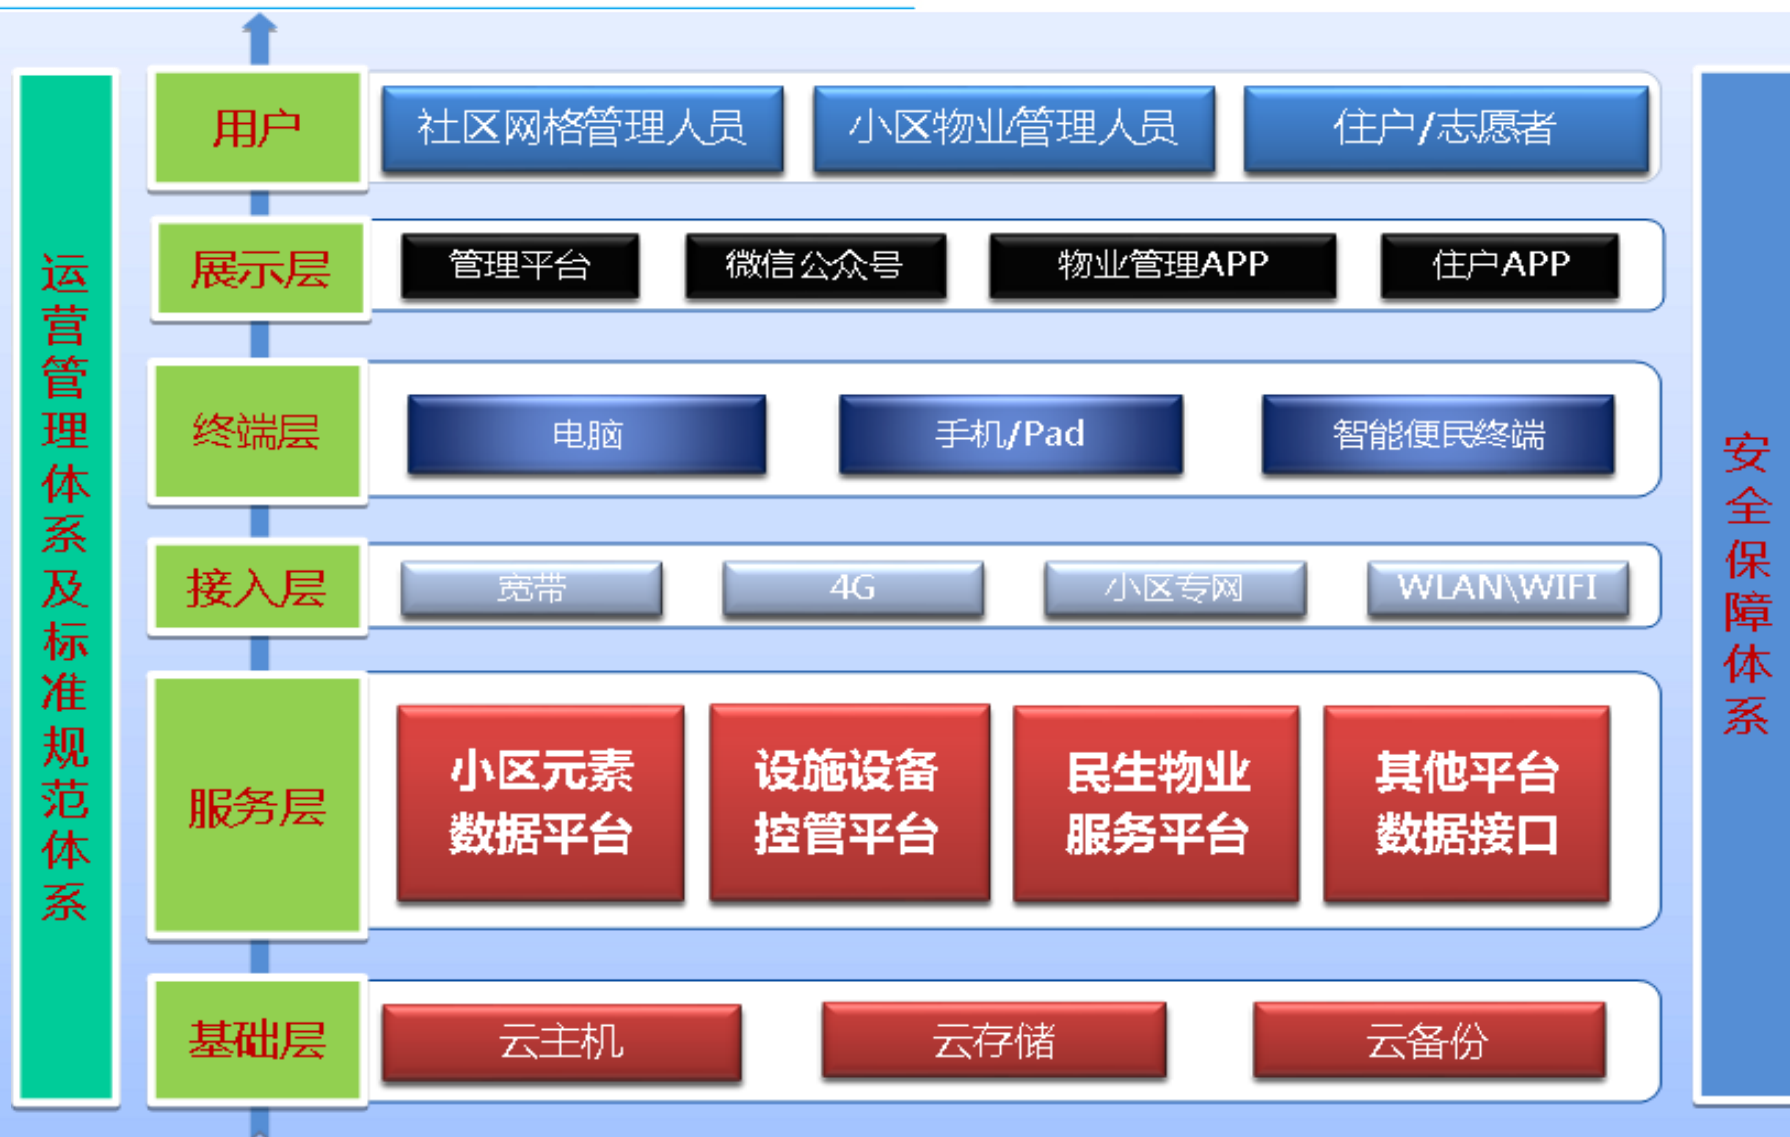 用户
社区网格管理人员
小区物业管理人员
住户/志愿者
展示层
管理平台
微信公众号
物业管理APP
住户APP
终端层
电脑
手机/Pad
智能便民终端
接入层
宽带
4G
小区专网
WLAN\WIFI
服务层
小区元素
数据平台
设施设备
控管平台
民生物业
服务平台
其他平台
数据接口
基础层
云主机
云存储
云备份
运营管理体系及标准规范体系
安全保障体系